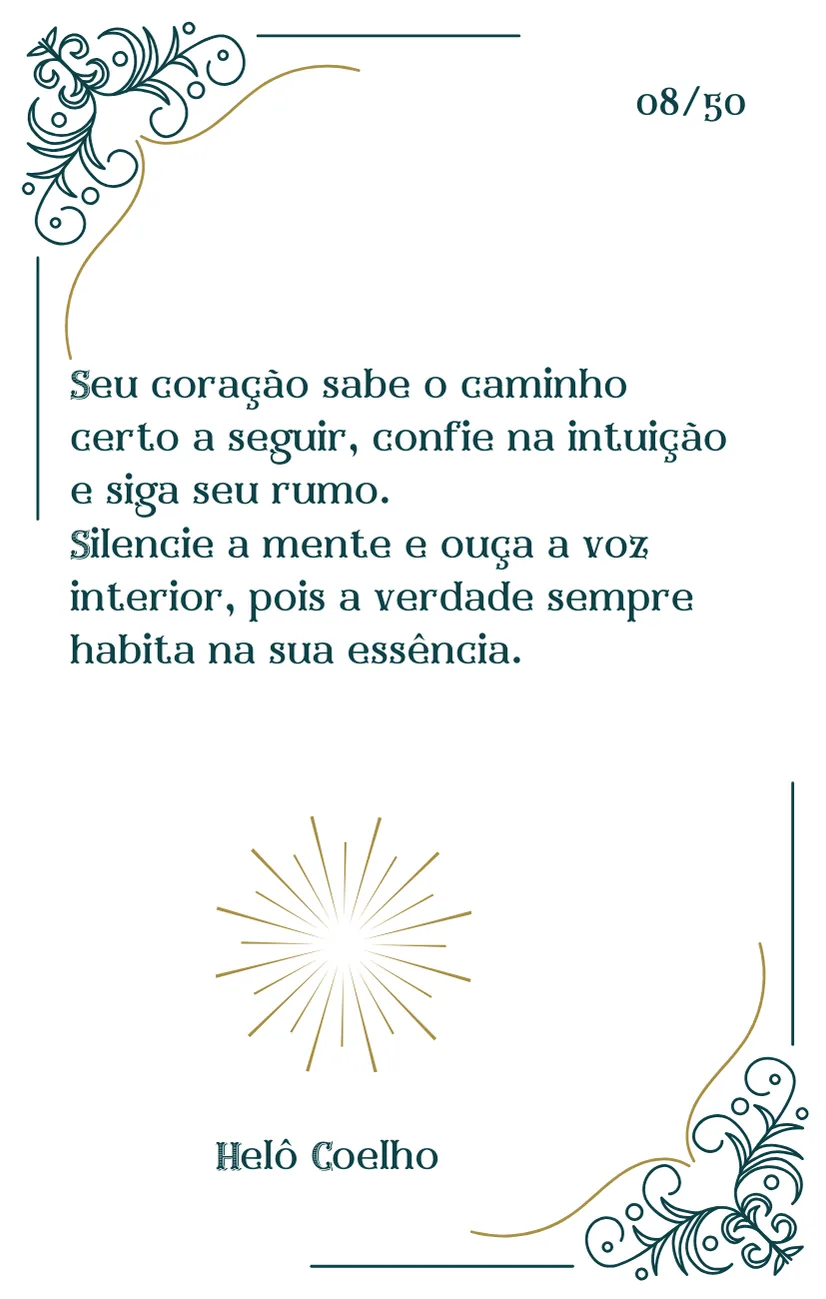 08/50
Seu coração sabe o caminho
certo a seguir, confie na intuição
e siga seu rumo.
Silencie a mente e ouça a voz
interior, pois a verdade sempre
habita na sua essência.
Helô Coelho